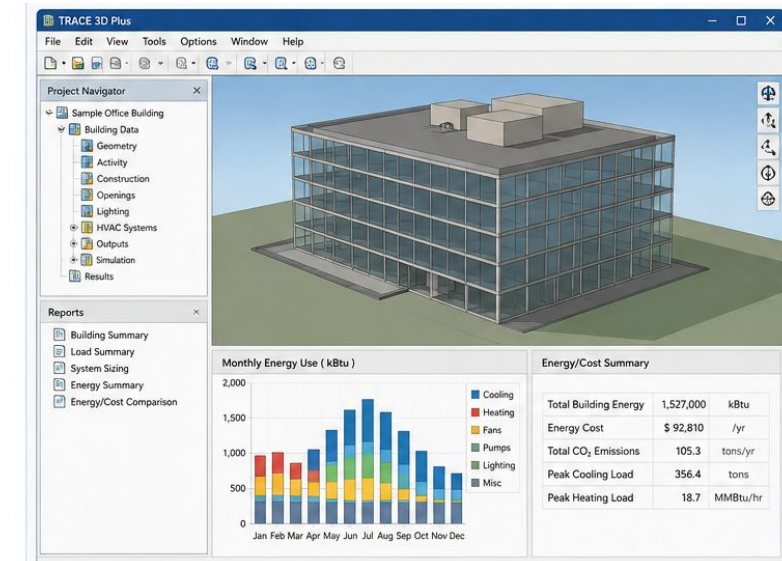 TRACE 3D Plus
File Edit View Tools Options Window Help
Project Navigator
Sample Office Building
Building Data
Geometry
Activity
Construction
Openings
Lighting
HVAC Systems
Outputs
Simulation
Results
Reports
Building Summary
Load Summary
System Sizing
Energy Summary
Energy/Cost Comparison
Monthly Energy Use ( kBtu )
2,000
1,500
1,000
500
0
Jan Feb Mar Apr May Jun Jul Aug Sep Oct Nov Dec
Cooling
Heating
Fans
Pumps
Lighting
Misc
Energy/Cost Summary
Total Building Energy 1,527,000 kBtu
Energy Cost $ 92,810 /yr
Total CO₂ Emissions 105.3 tons/yr
Peak Cooling Load 356.4 tons
Peak Heating Load 18.7 MMBtu/hr